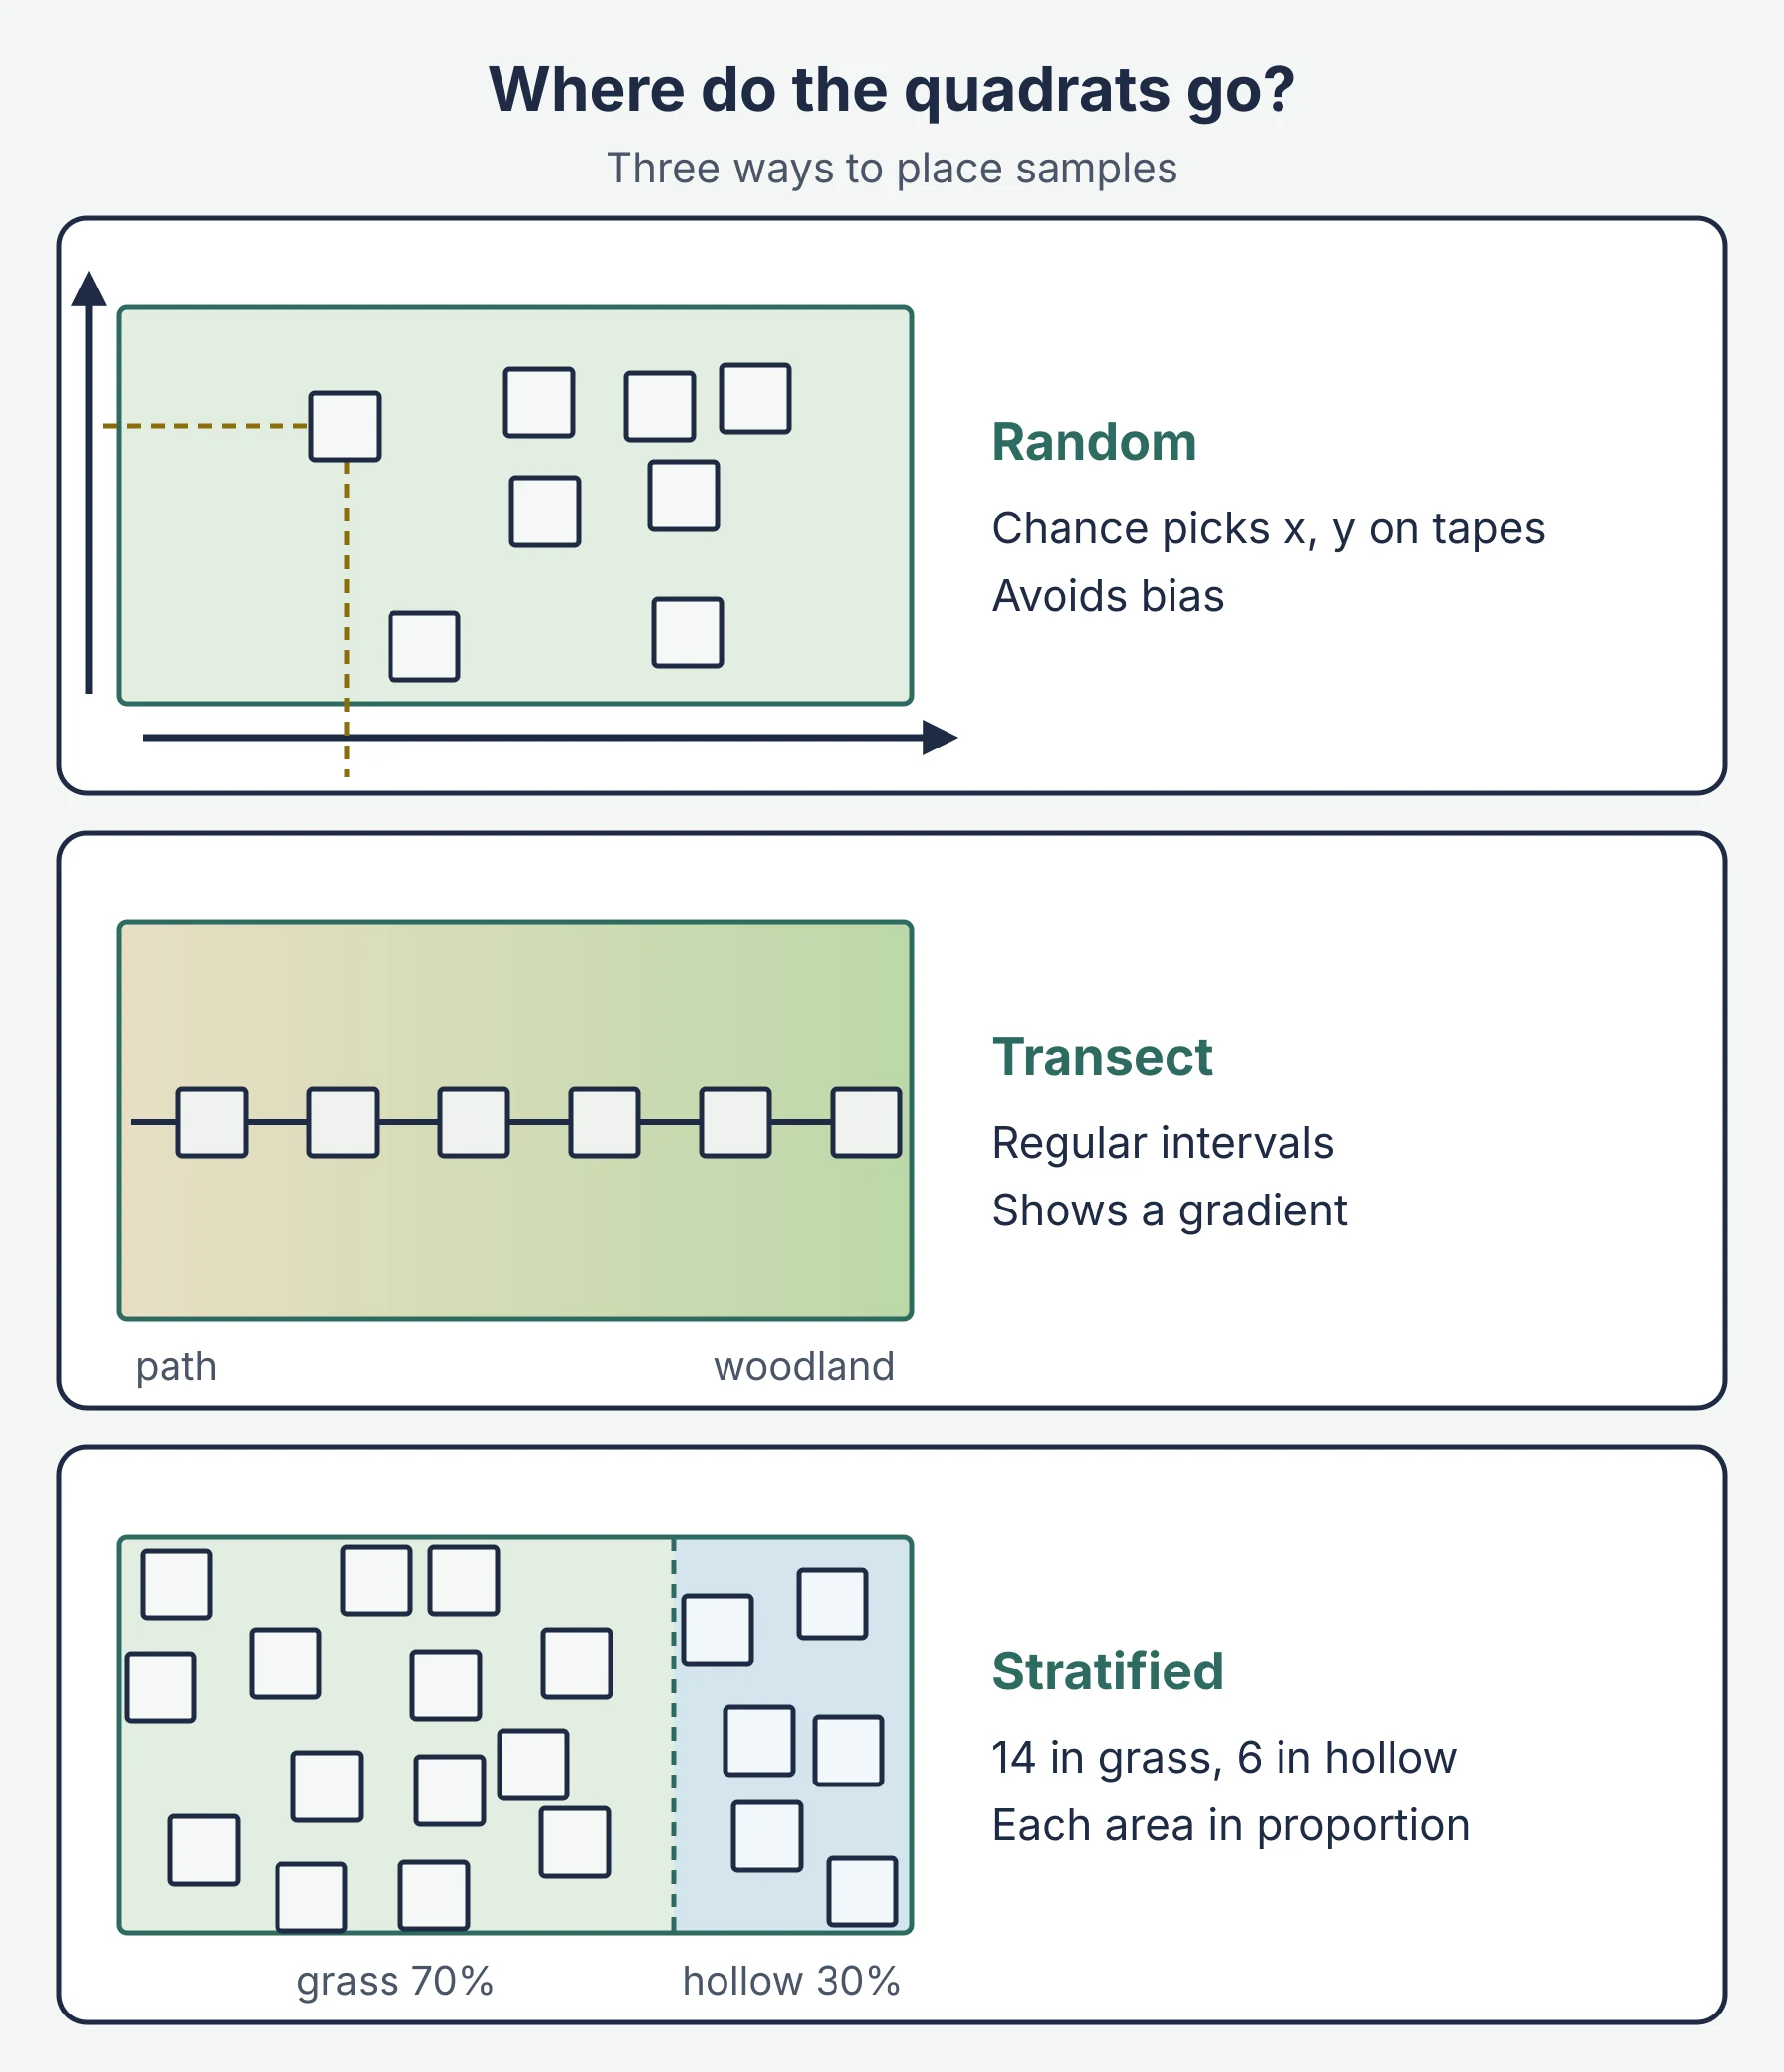 Where do the quadrats go?
Three ways to place samples
Random
Chance picks x, y on tapes
Avoids bias
Transect
Regular intervals
Shows a gradient
path
woodland
Stratified
14 in grass, 6 in hollow
Each area in proportion
grass 70%
hollow 30%